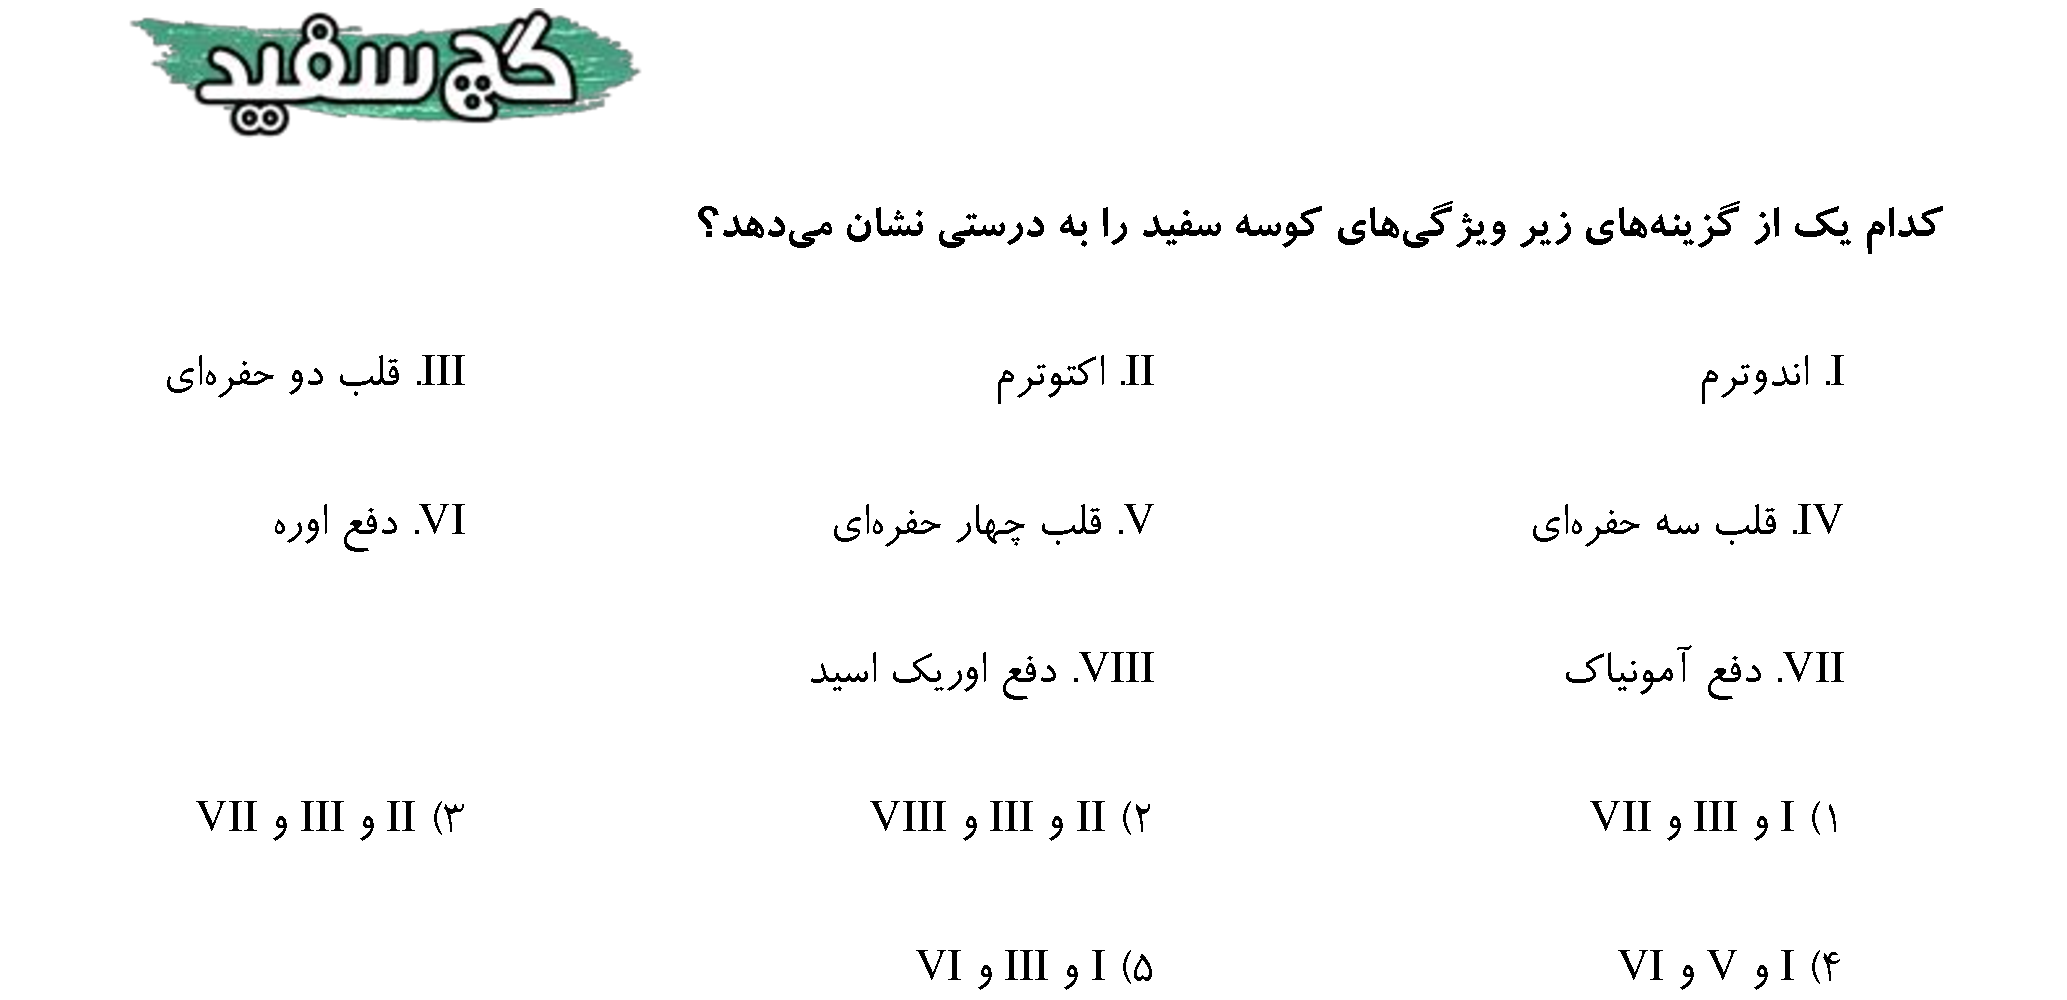 گچ سفید
کدام یک از گزینه‌های زیر ویژگی‌های کوسه سفید را به درستی نشان می‌دهد؟
I. اندوترم II. اکتوترم III. قلب دو حفره‌ای
IV. قلب سه حفره‌ای V. قلب چهار حفره‌ای VI. دفع اوره
VII. دفع آمونیاک VIII. دفع اوریک اسید
۱) I و III و VII ۲) II و III و VIII ۳) II و III و VII
۴) I و V و VI ۵) I و III و VI